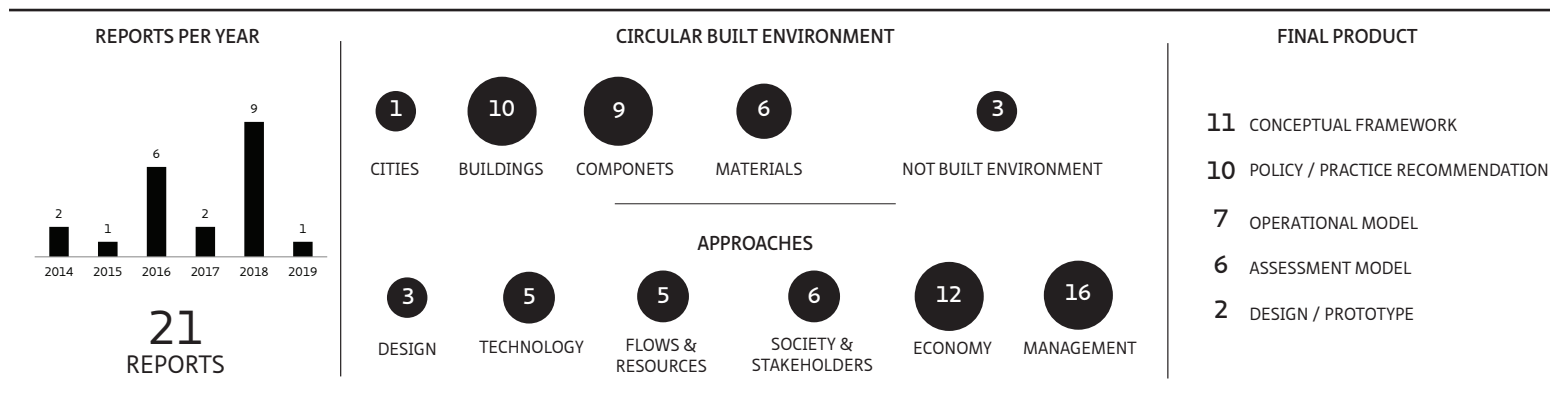 REPORTS PER YEAR
2
1
6
2
9
1
2014 2015 2016 2017 2018 2019
21
REPORTS
CIRCULAR BUILT ENVIRONMENT
1
10
9
6
3
CITIES
BUILDINGS
COMPONETS
MATERIALS
NOT BUILT ENVIRONMENT
APPROACHES
3
5
5
6
12
16
DESIGN
TECHNOLOGY
FLOWS &
RESOURCES
SOCIETY &
STAKEHOLDERS
ECONOMY
MANAGEMENT
FINAL PRODUCT
11 CONCEPTUAL FRAMEWORK
10 POLICY / PRACTICE RECOMMENDATION
7 OPERATIONAL MODEL
6 ASSESSMENT MODEL
2 DESIGN / PROTOTYPE